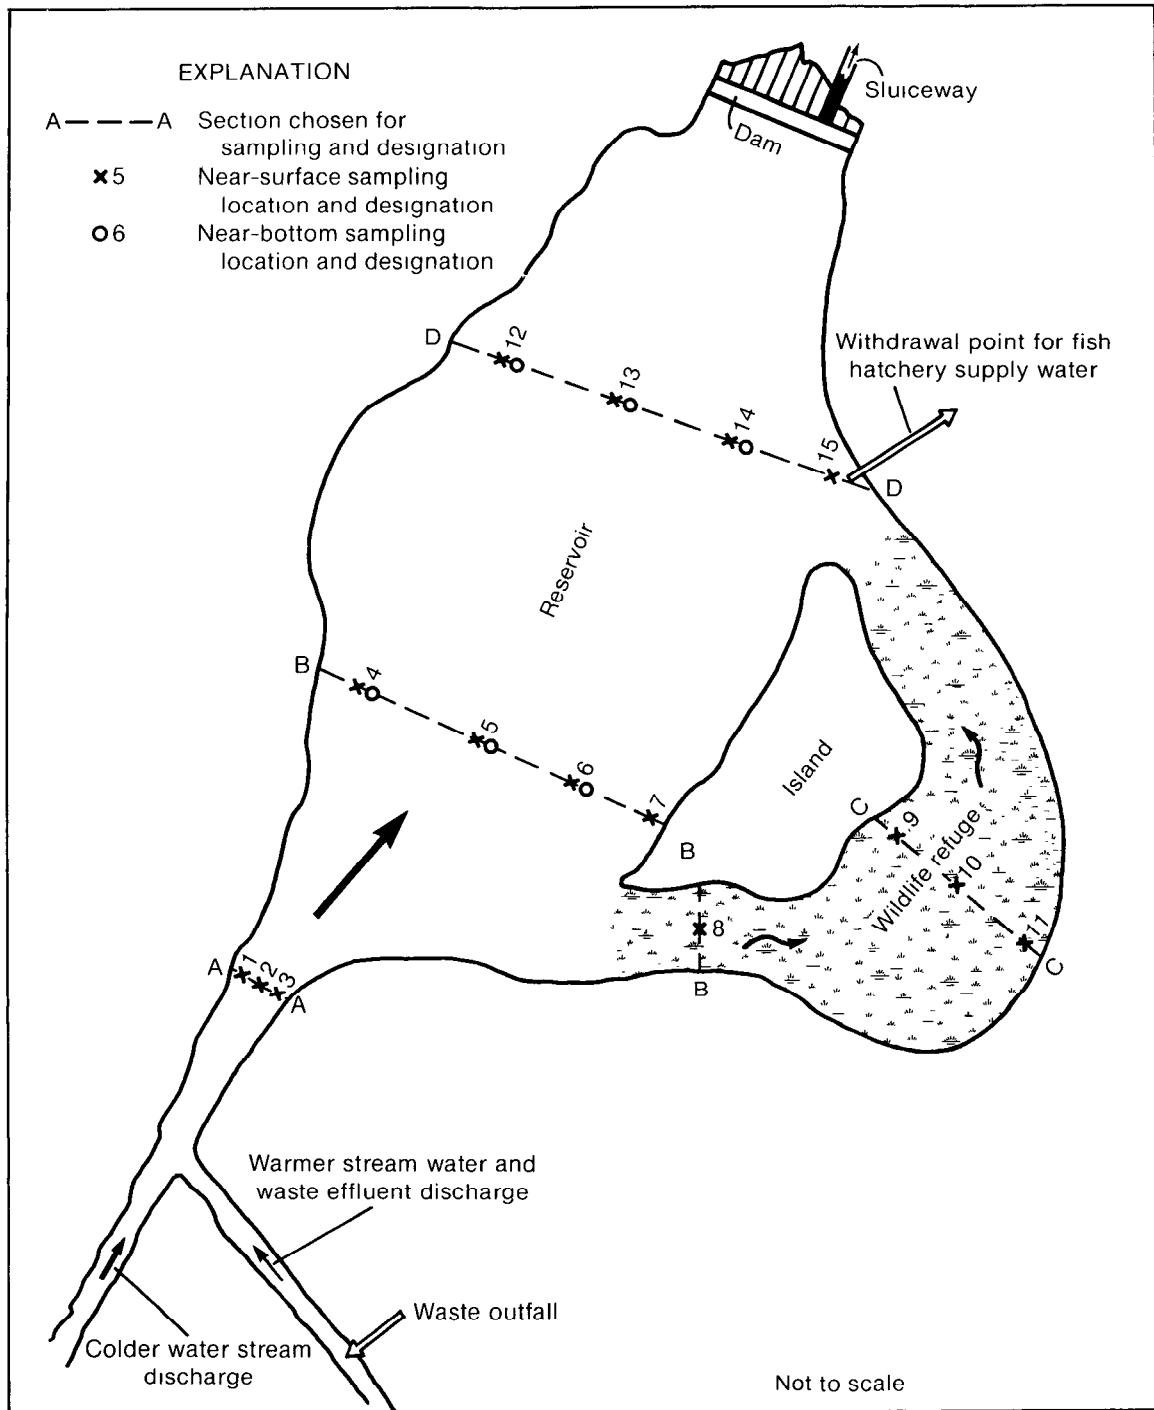 EXPLANATION
A — — — A Section chosen for
sampling and designation
×5 Near-surface sampling
location and designation
O6 Near-bottom sampling
location and designation
Sluiceway
Dam
D
12
13
14
15
D
Withdrawal point for fish
hatchery supply water
Reservoir
B
4
5
6
7
B
Island
C
9
10
11
C
Wildlife refuge
8
B
A
1
2
3
A
Warmer stream water and
waste effluent discharge
Waste outfall
Colder water stream
discharge
Not to scale